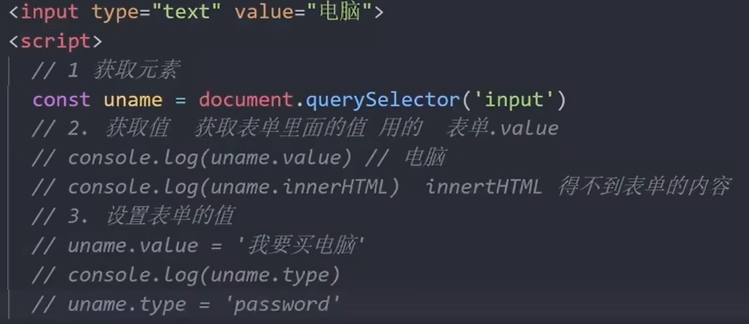 <input type="text" value="电脑">
<script>
// 1 获取元素
const uname = document.querySelector('input')
// 2. 获取值  获取表单里面的值 用的  表单.value
// console.log(uname.value) // 电脑
// console.log(uname.innerHTML)  innertHTML 得不到表单的内容
// 3. 设置表单的值
// uname.value = '我要买电脑'
// console.log(uname.type)
// uname.type = 'password'